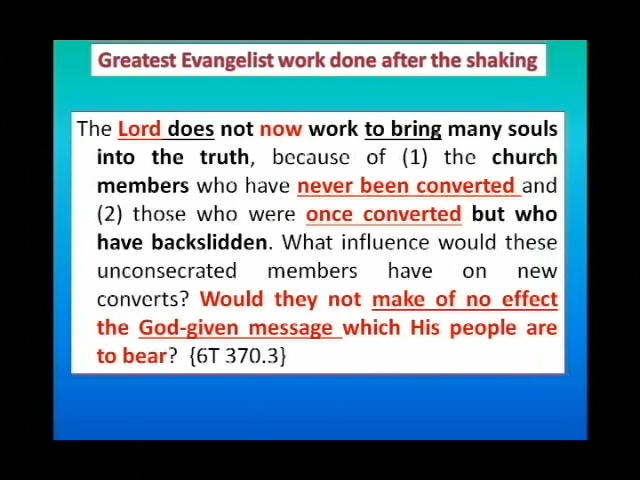 Greatest Evangelist work done after the shaking
The Lord does not now work to bring many souls
into the truth, because of (1) the church
members who have never been converted and
(2) those who were once converted but who
have backslidden. What influence would these
unconsecrated members have on new
converts? Would they not make of no effect
the God-given message which His people are
to bear? {6T 370.3}